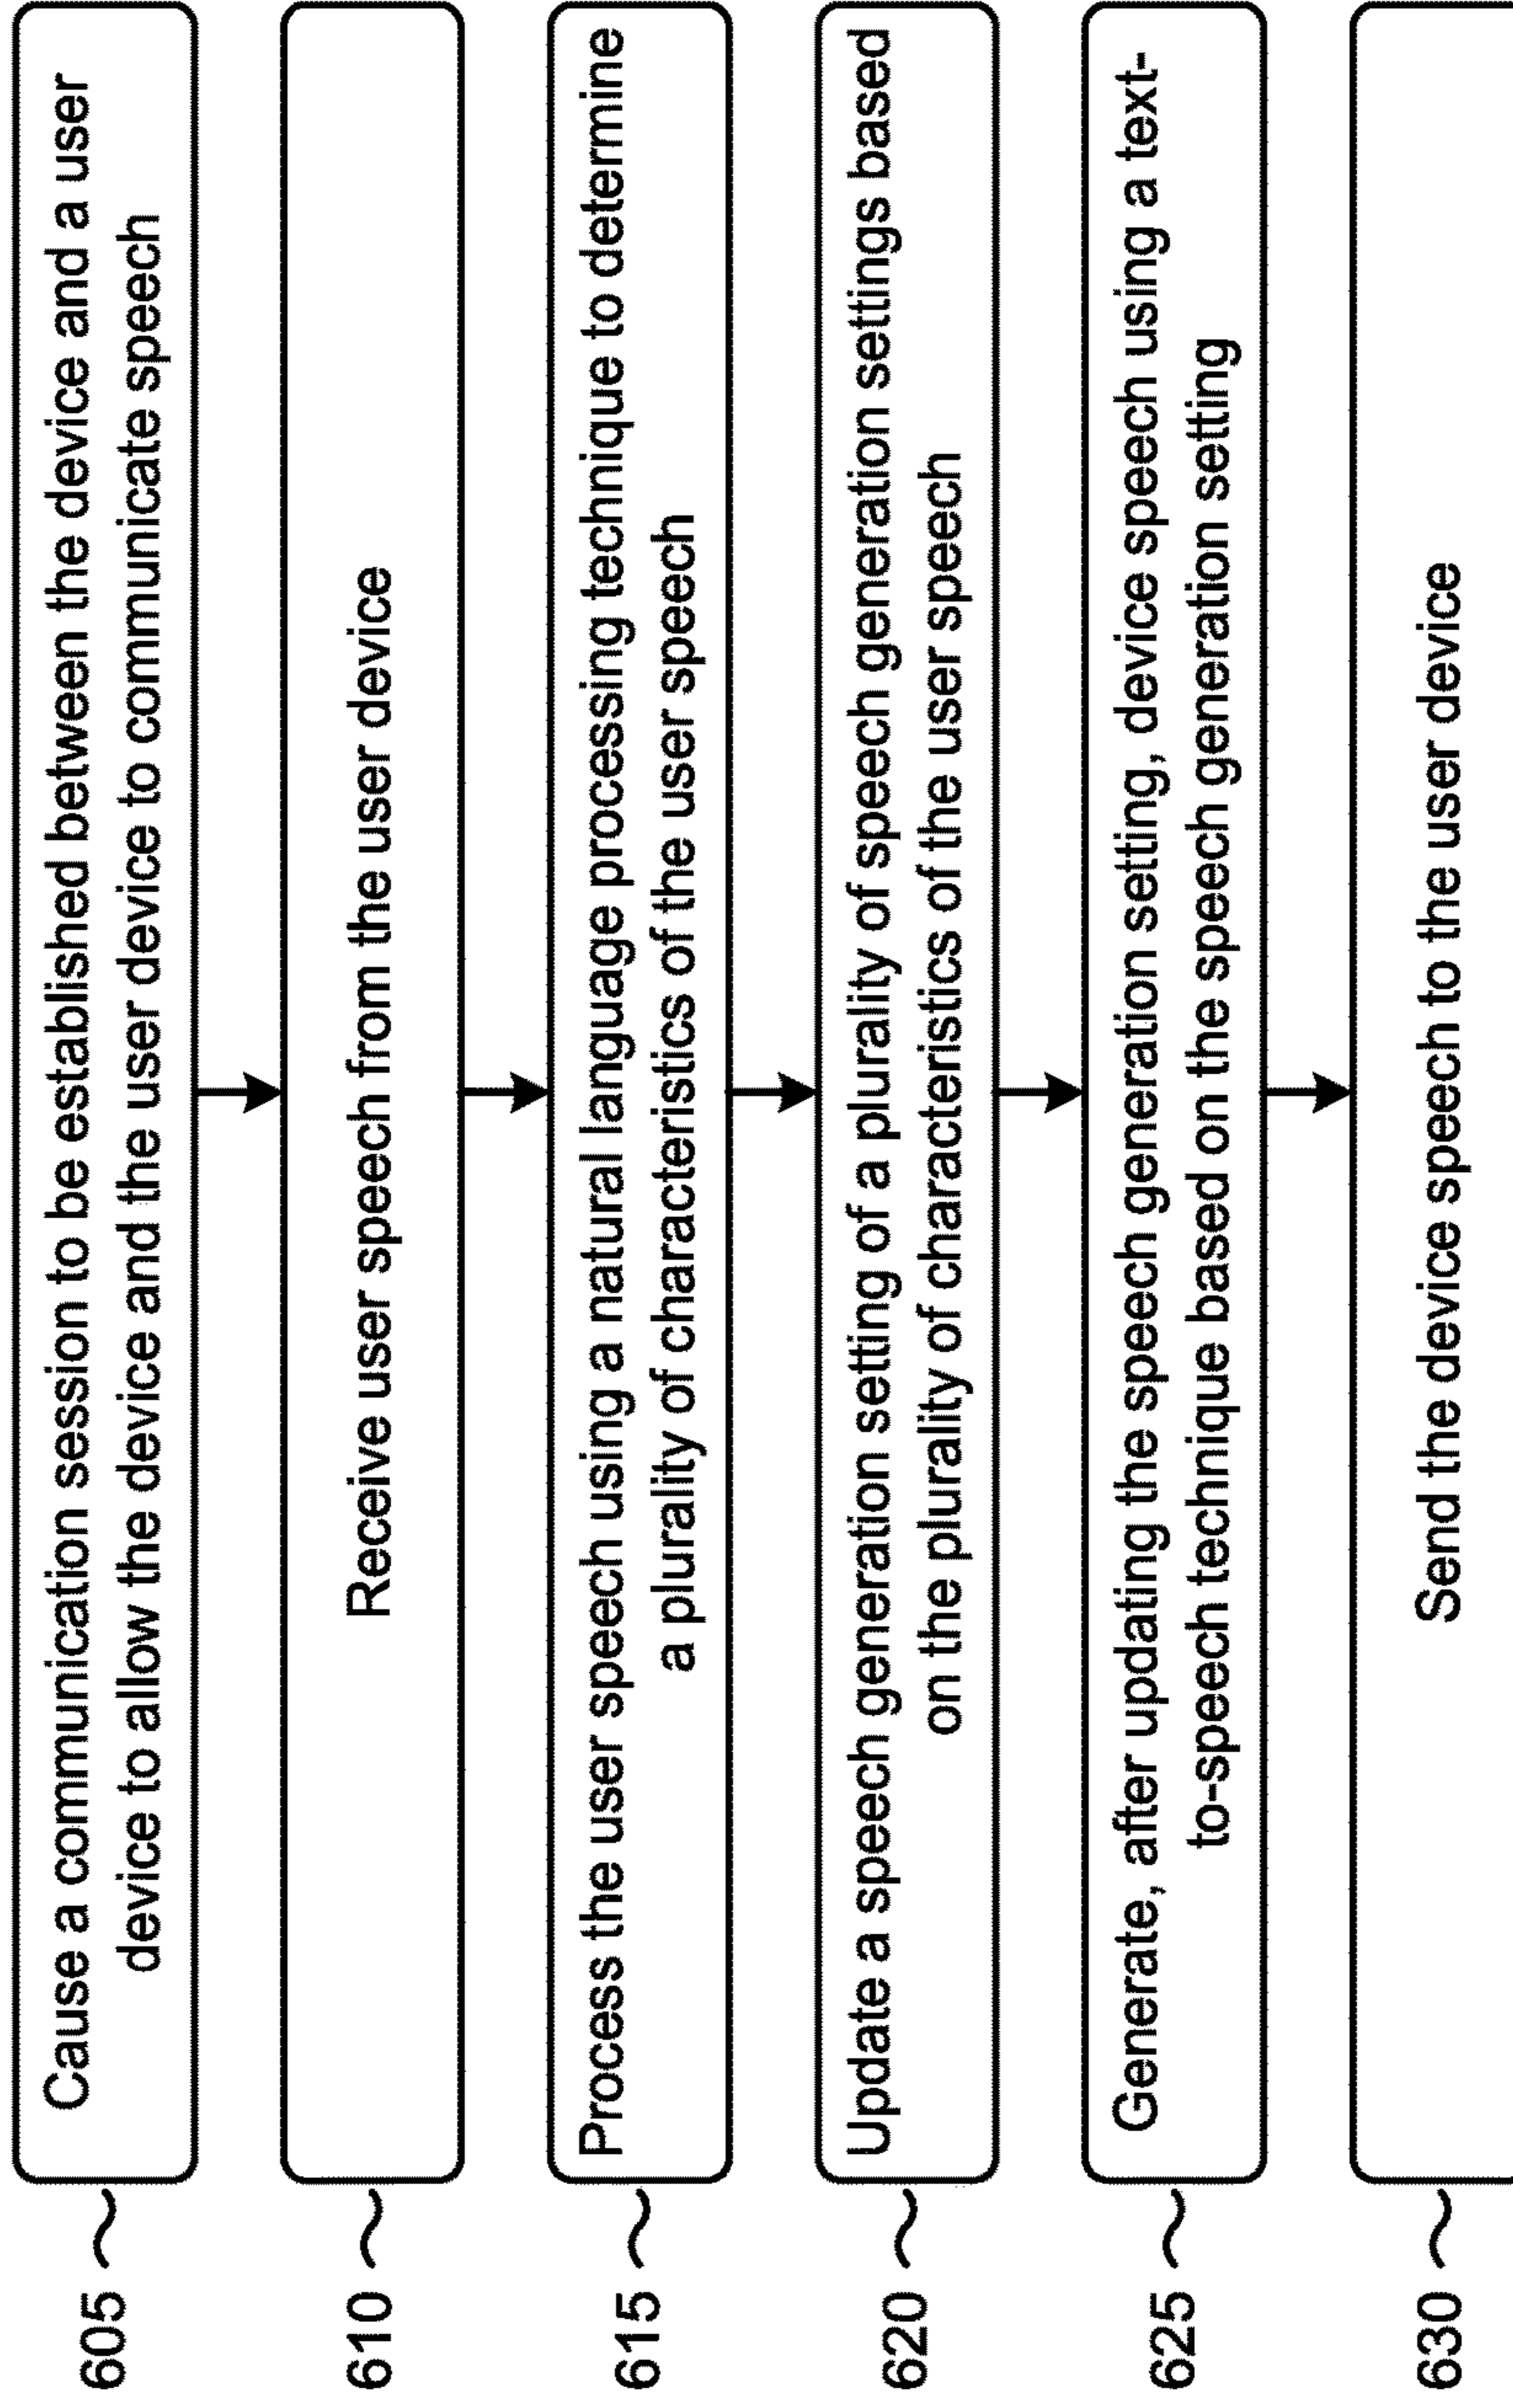 605
Cause a communication session to be established between the device and a user
device to allow the device and the user device to communicate speech
610
Receive user speech from the user device
615
Process the user speech using a natural language processing technique to determine
a plurality of characteristics of the user speech
620
Update a speech generation setting of a plurality of speech generation settings based
on the plurality of characteristics of the user speech
625
Generate, after updating the speech generation setting, device speech using a text-
to-speech technique based on the speech generation setting
630
Send the device speech to the user device